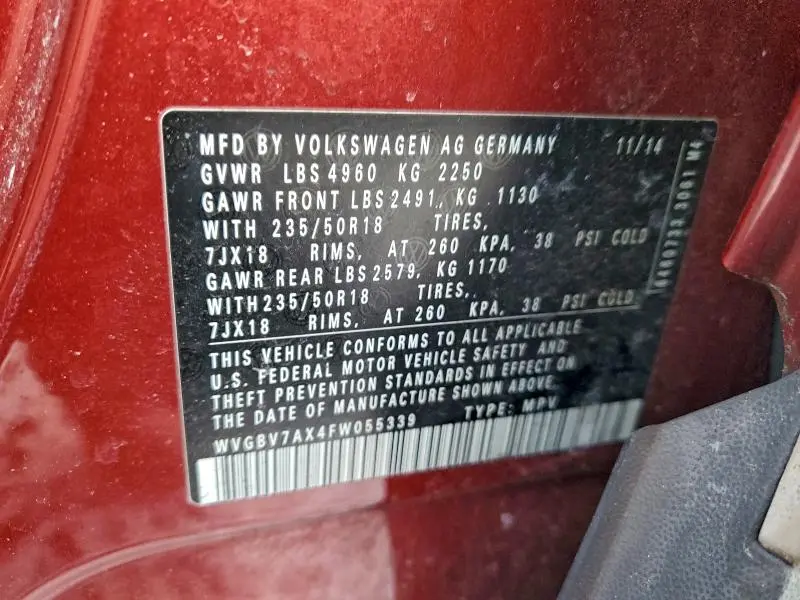 MFD BY VOLKSWAGEN AG GERMANY 11/14
GVWR LBS 4960 KG 2250
GAWR FRONT LBS 2491, KG 1130
WITH 235/50R18 TIRES,
7JX18 RIMS, AT 260 KPA, 38 PSI COLD
GAWR REAR LBS 2579, KG 1170
WITH 235/50R18 TIRES,
7JX18 RIMS, AT 260 KPA, 38 PSI COLD
THIS VEHICLE CONFORMS TO ALL APPLICABLE
U.S. FEDERAL MOTOR VEHICLE SAFETY AND
THEFT PREVENTION STANDARDS IN EFFECT ON
THE DATE OF MANUFACTURE SHOWN ABOVE.
WVGBV7AX4FW055339 TYPE: MPV